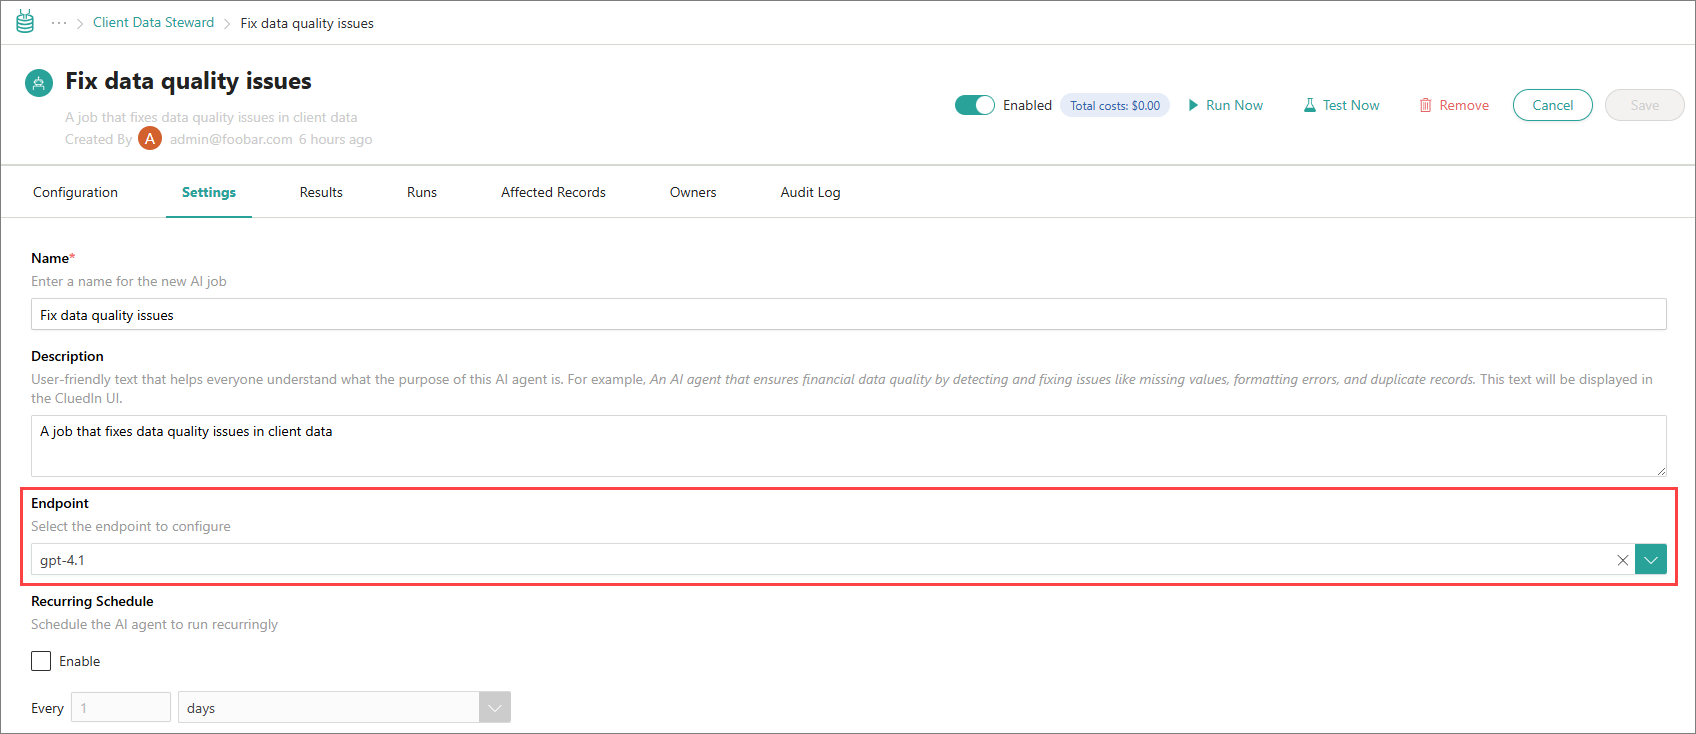 ... Client Data Steward Fix data quality issues
Fix data quality issues
A job that fixes data quality issues in client data
Created By A admin@foobar.com 6 hours ago
Enabled Total costs: $0.00 Run Now Test Now Remove Cancel Save
Configuration Settings Results Runs Affected Records Owners Audit Log
Name*
Enter a name for the new AI job
Fix data quality issues
Description
User-friendly text that helps everyone understand what the purpose of this AI agent is. For example, An AI agent that ensures financial data quality by detecting and fixing issues like missing values, formatting errors, and duplicate records. This text will be displayed in
the CluedIn UI.
A job that fixes data quality issues in client data
Endpoint
Select the endpoint to configure
gpt-4.1
Recurring Schedule
Schedule the AI agent to run recurringly
Enable
Every 1 days